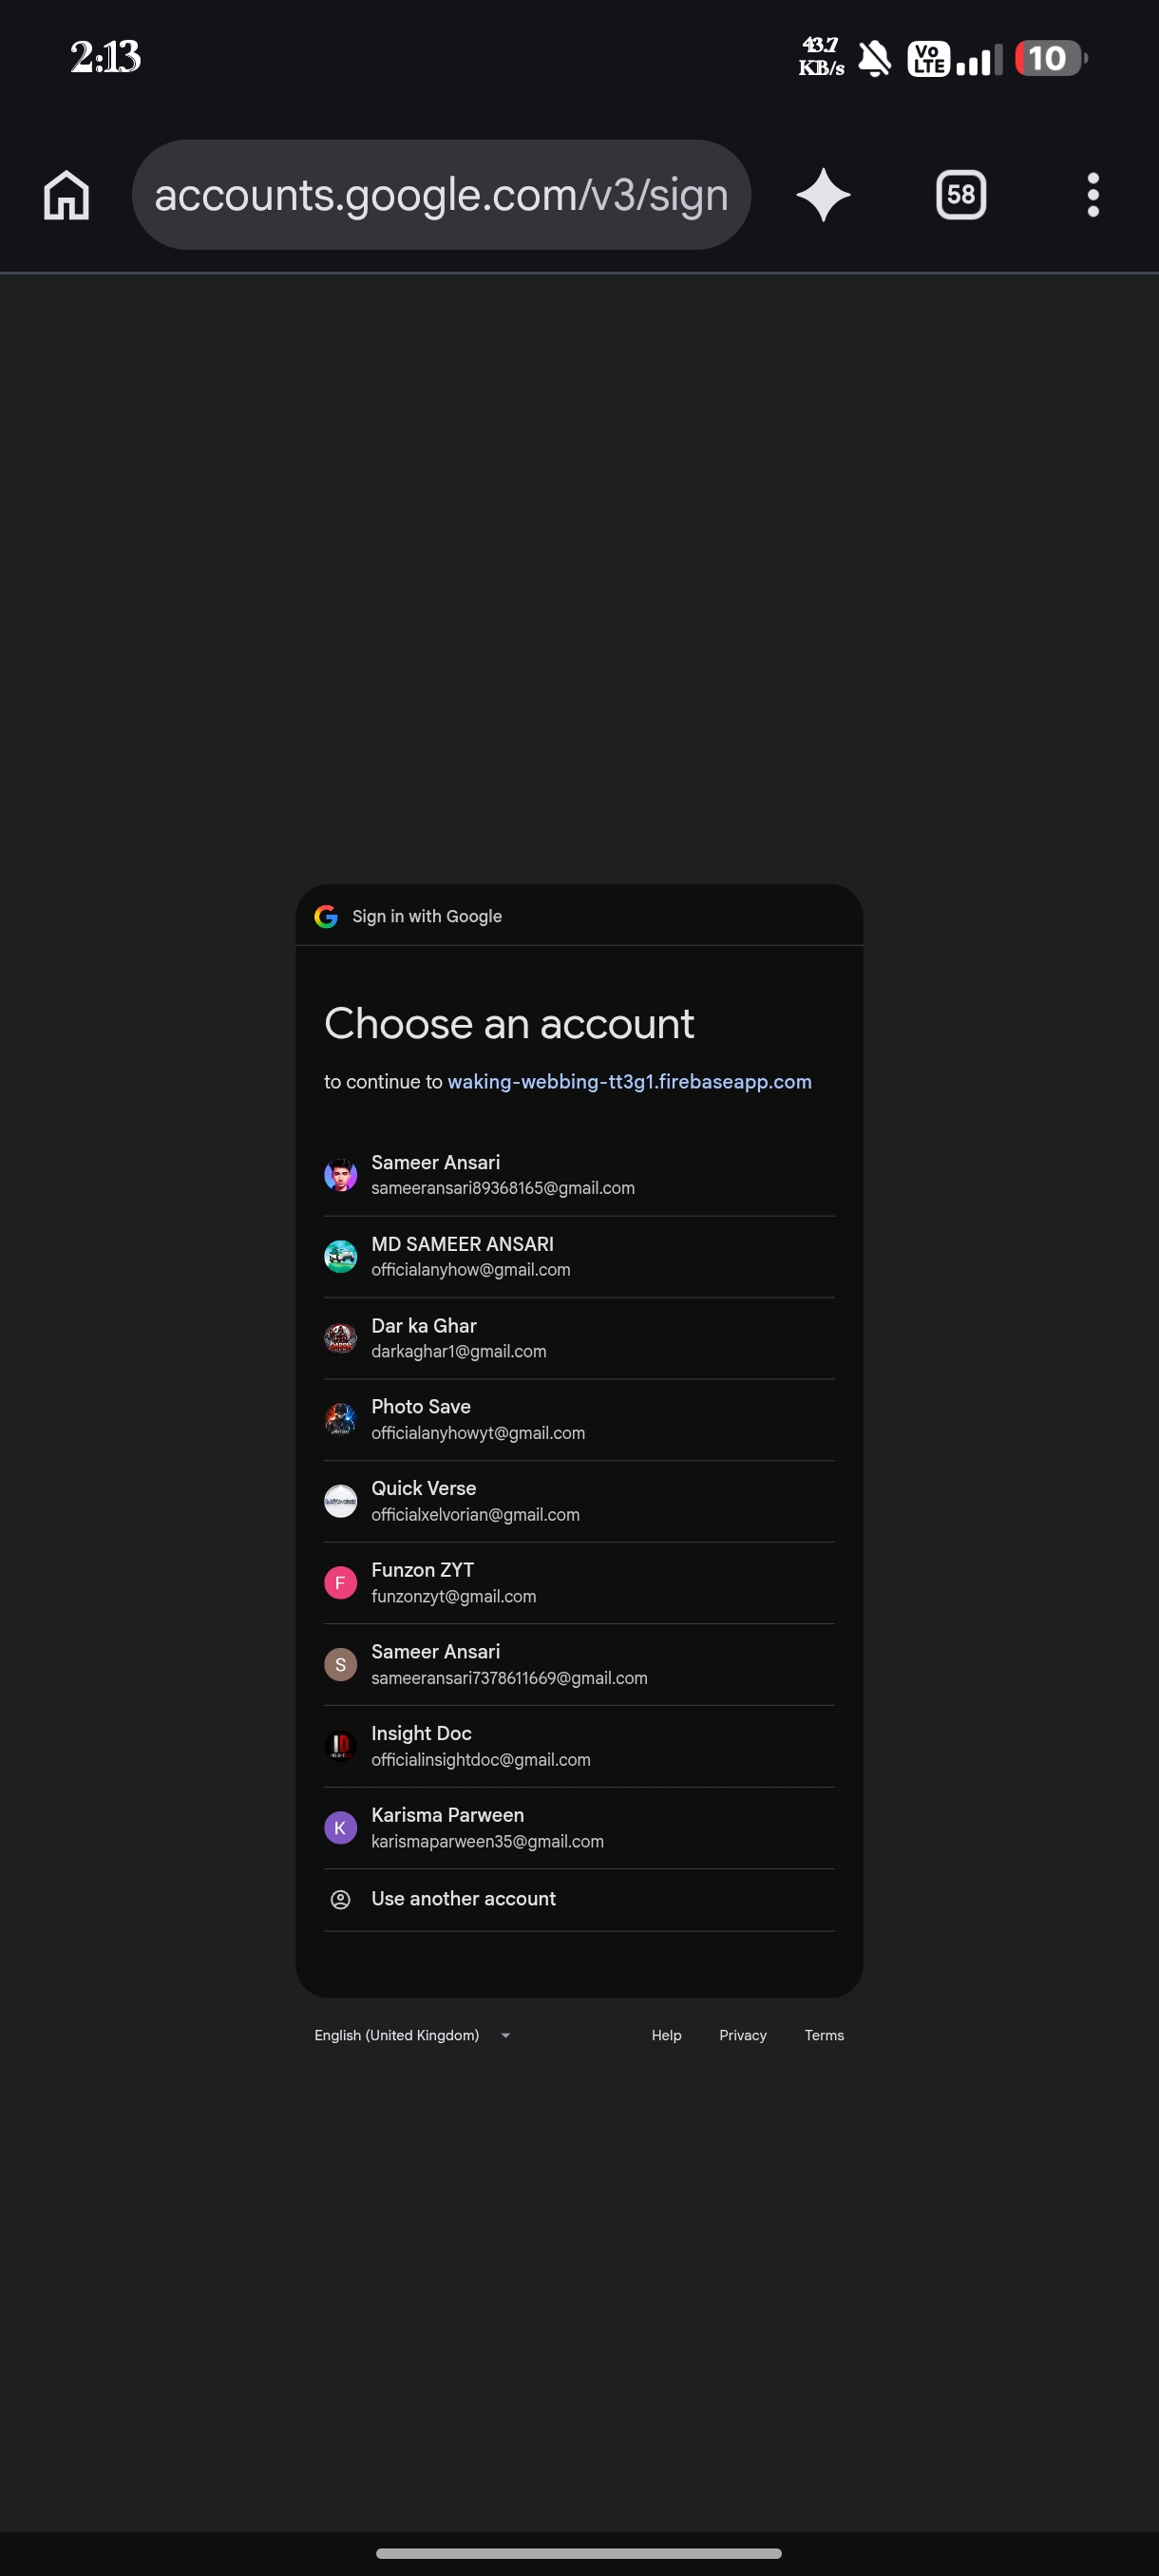 2:13
43.7
KB/s
Vo
LTE
10
accounts.google.com/v3/sign
58
Sign in with Google
Choose an account
to continue to waking-webbing-tt3g1.firebaseapp.com
Sameer Ansari
sameeransari89368165@gmail.com
MD SAMEER ANSARI
officialanyhow@gmail.com
Dar ka Ghar
darkaghar1@gmail.com
Photo Save
officialanyhowyt@gmail.com
Quick Verse
officialxelvorian@gmail.com
F
Funzon ZYT
funzonzyt@gmail.com
S
Sameer Ansari
sameeransari7378611669@gmail.com
ID
Insight Doc
officialinsightdoc@gmail.com
K
Karisma Parween
karismaparween35@gmail.com
Use another account
English (United Kingdom)
Help
Privacy
Terms